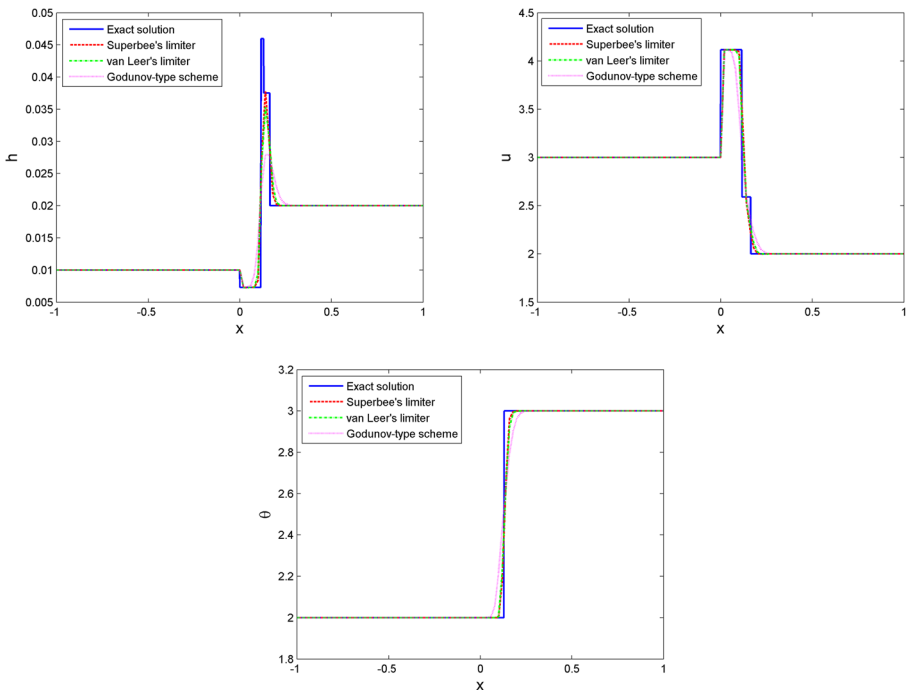 0.05
0.045
0.04
0.035
0.03
0.025
0.02
0.015
0.01
0.005
h
Exact solution
Superbee's limiter
van Leer's limiter
Godunov-type scheme
-1 -0.5 0 0.5 1
x
4.5
4
3.5
3
2.5
2
1.5
u
Exact solution
Superbee's limiter
van Leer's limiter
Godunov-type scheme
-1 -0.5 0 0.5 1
x
3.2
3
2.8
2.6
2.4
2.2
2
1.8
θ
Exact solution
Superbee's limiter
van Leer's limiter
Godunov-type scheme
-1 -0.5 0 0.5 1
x